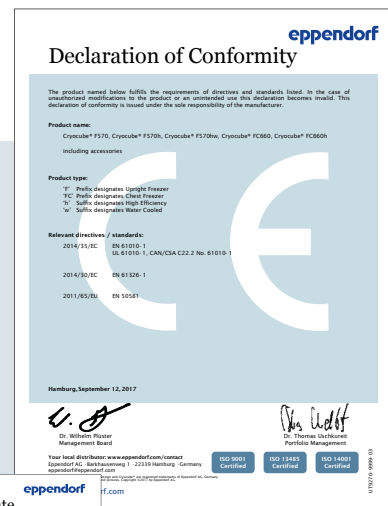 eppendorf
Declaration of Conformity
The product named below fulfills the requirements of directives and standards listed. In the case of
unauthorized modifications to the product or an unintended use this declaration becomes invalid. This
declaration of conformity is issued under the sole responsibility of the manufacturer.
Product name:
Cryocube® F570, Cryocube® F570h, Cryocube® F570hw, Cryocube® FC660, Cryocube® FC660h
including accessories
Product type:
'F' Prefix designates Upright Freezer
'FC' Prefix designates Chest Freezer
'h' Suffix designates High Efficiency
'w' Suffix designates Water Cooled
Relevant directives / standards:
2014/35/EC EN 61010-1
UL 61010-1, CAN/CSA C22.2 No. 61010-1
2014/30/EC EN 61326-1
2011/65/EU EN 50581
CE
Hamburg, September 12, 2017
Dr. Wilhelm Plüster
Management Board
Dr. Thomas Uschkureit
Portfolio Management
Your local distributor: www.eppendorf.com/contact
Eppendorf AG · Barkhausenweg 1 · 22339 Hamburg · Germany
eppendorf@eppendorf.com
ISO 9001
Certified
ISO 13485
Certified
ISO 14001
Certified
UT9270-9999-03
eppendorf
rf.com